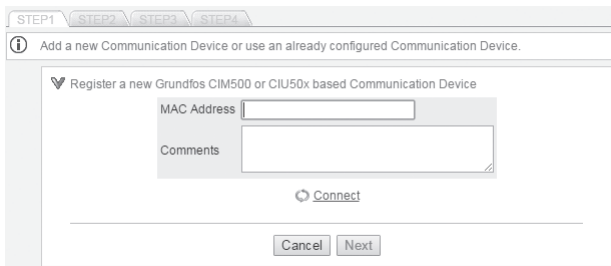 STEP1 STEP2 STEP3 STEP4
Add a new Communication Device or use an already configured Communication Device.
Register a new Grundfos CIM500 or CIU50x based Communication Device
MAC Address
Comments
Connect
Cancel Next